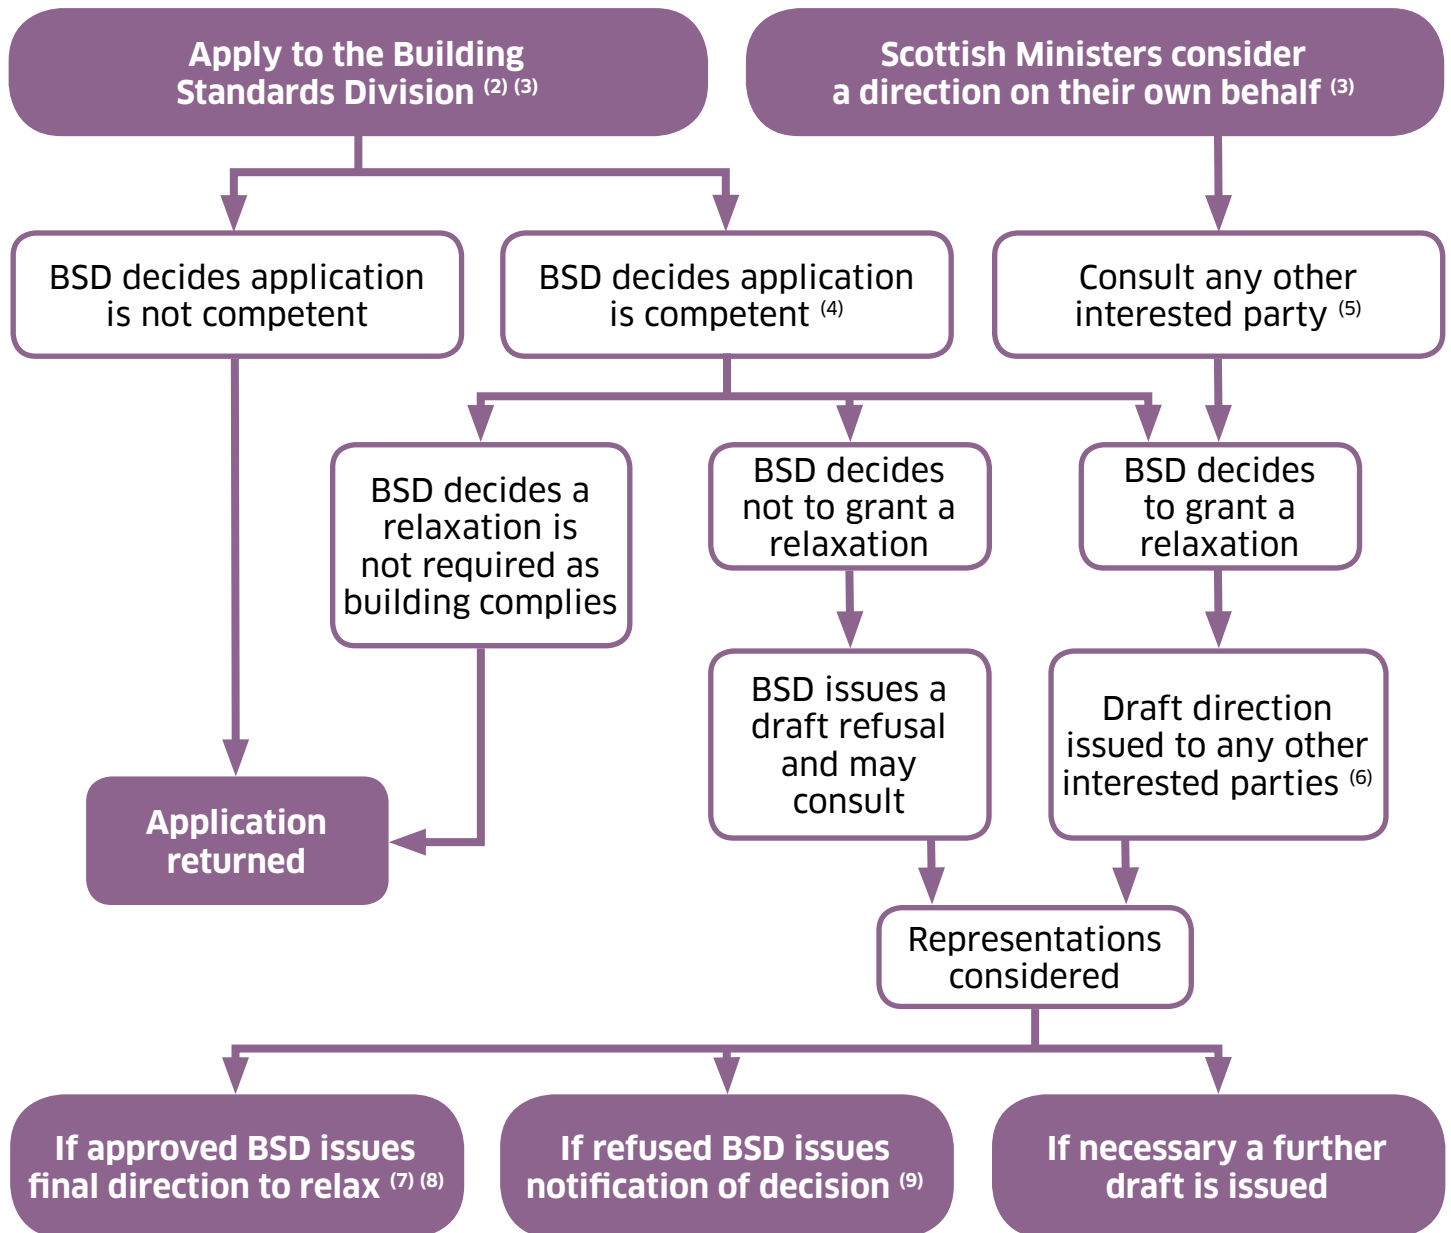 Apply to the Building
Standards Division (2) (3)
Scottish Ministers consider
a direction on their own behalf (3)
BSD decides application
is not competent
BSD decides application
is competent (4)
Consult any other
interested party (5)
BSD decides a
relaxation is
not required as
building complies
BSD decides
not to grant a
relaxation
BSD decides
to grant a
relaxation
BSD issues a
draft refusal
and may
consult
Draft direction
issued to any other
interested parties (6)
Application
returned
Representations
considered
If approved BSD issues
final direction to relax (7) (8)
If refused BSD issues
notification of decision (9)
If necessary a further
draft is issued